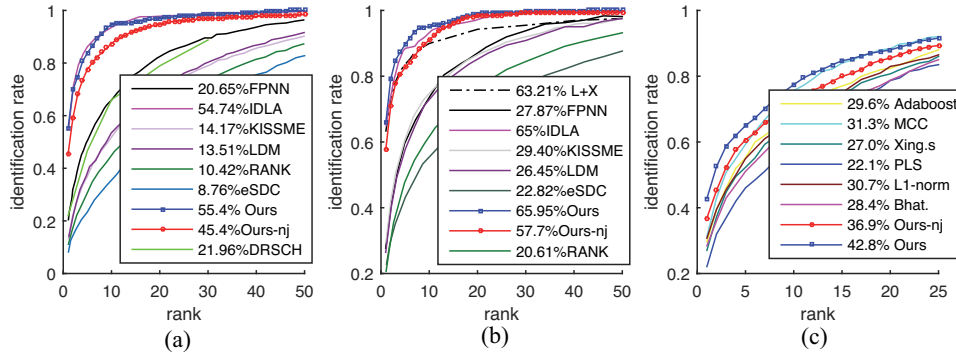 identification rate
1
0.8
0.6
0.4
0.2
0
0
10
20
30
40
50
rank
20.65%FPNN
54.74%IDLA
14.17%KISSME
13.51%LDM
10.42%RANK
8.76%eSDC
55.4% Ours
45.4%Ours-nj
21.96%DRSCH
(a)
identification rate
1
0.8
0.6
0.4
0.2
0
10
20
30
40
50
rank
63.21% L+X
27.87%FPNN
65%IDLA
29.40%KISSME
26.45%LDM
22.82%eSDC
65.95%Ours
57.7%Ours-nj
20.61%RANK
(b)
identification rate
1
0.8
0.6
0.4
0.2
0
5
10
15
20
25
rank
29.6% Adaboost
31.3% MCC
27.0% Xing.s
22.1% PLS
30.7% L1-norm
28.4% Bhat.
36.9% Ours-nj
42.8% Ours
(c)